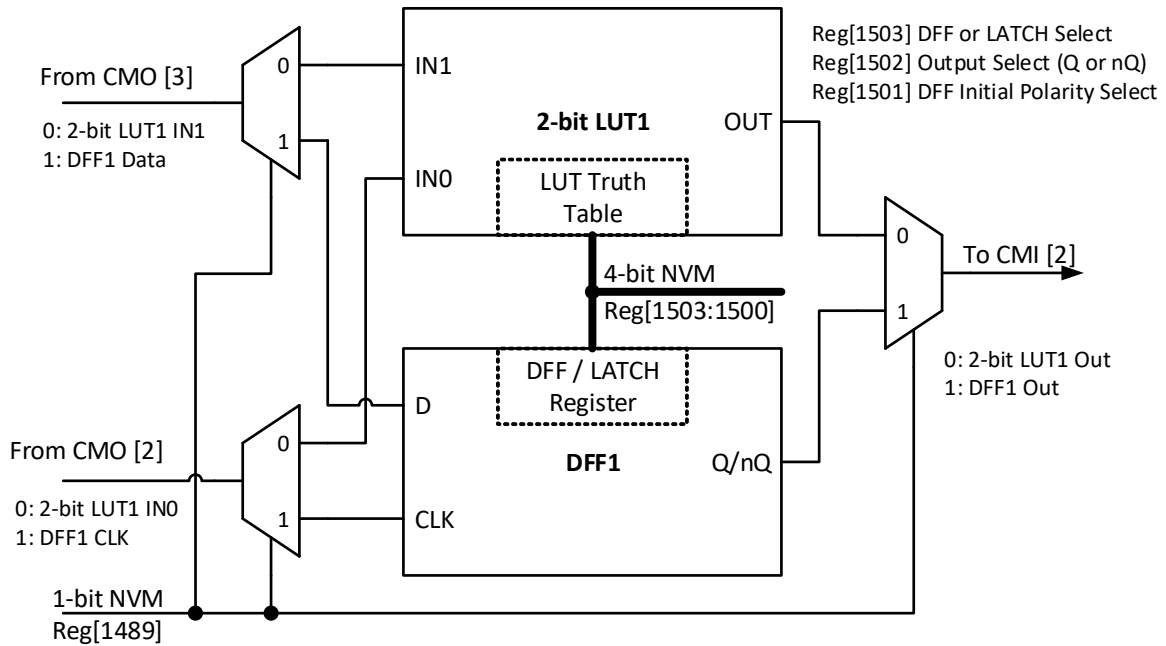 Reg[1503] DFF or LATCH Select
Reg[1502] Output Select (Q or nQ)
Reg[1501] DFF Initial Polarity Select
From CMO [3]
0: 2-bit LUT1 IN1
1: DFF1 Data
0
1
IN1
IN0
2-bit LUT1
OUT
LUT Truth
Table
4-bit NVM
Reg[1503:1500]
0
1
To CMI [2]
0: 2-bit LUT1 Out
1: DFF1 Out
From CMO [2]
0: 2-bit LUT1 IN0
1: DFF1 CLK
0
1
D
CLK
DFF / LATCH
Register
DFF1
Q/nQ
1-bit NVM
Reg[1489]